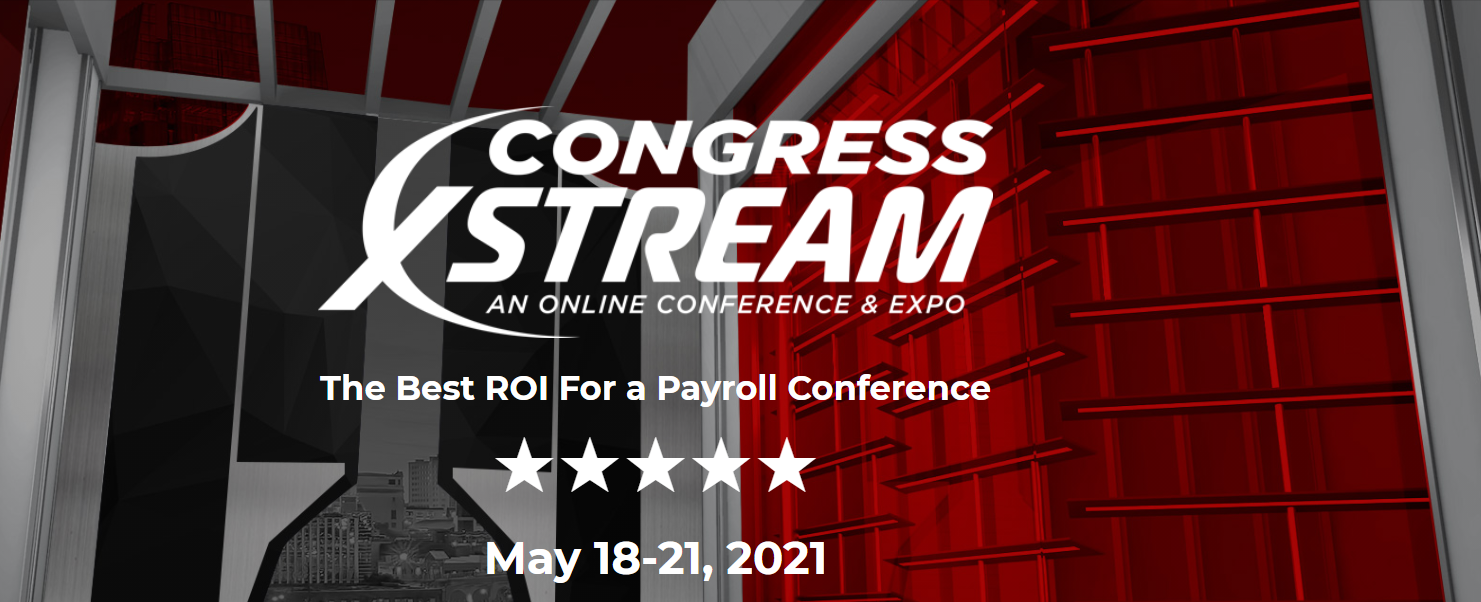 CONGRESS
XSTREAM
AN ONLINE CONFERENCE & EXPO
The Best ROI For a Payroll Conference
May 18-21, 2021